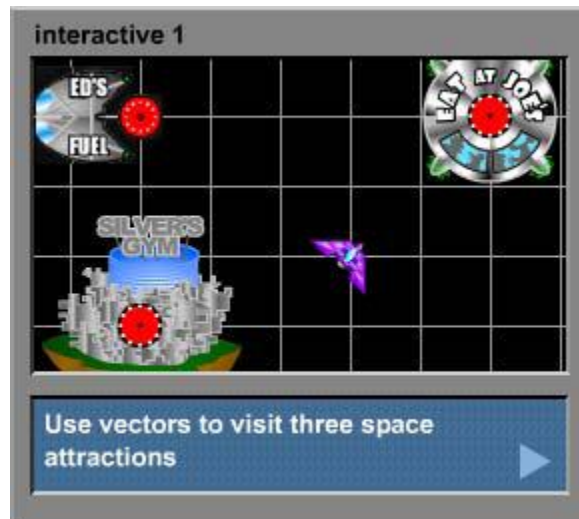 interactive 1
ED'S
FUEL
EAT AT JOE'S
SILVER'S
GYM
Use vectors to visit three space
attractions